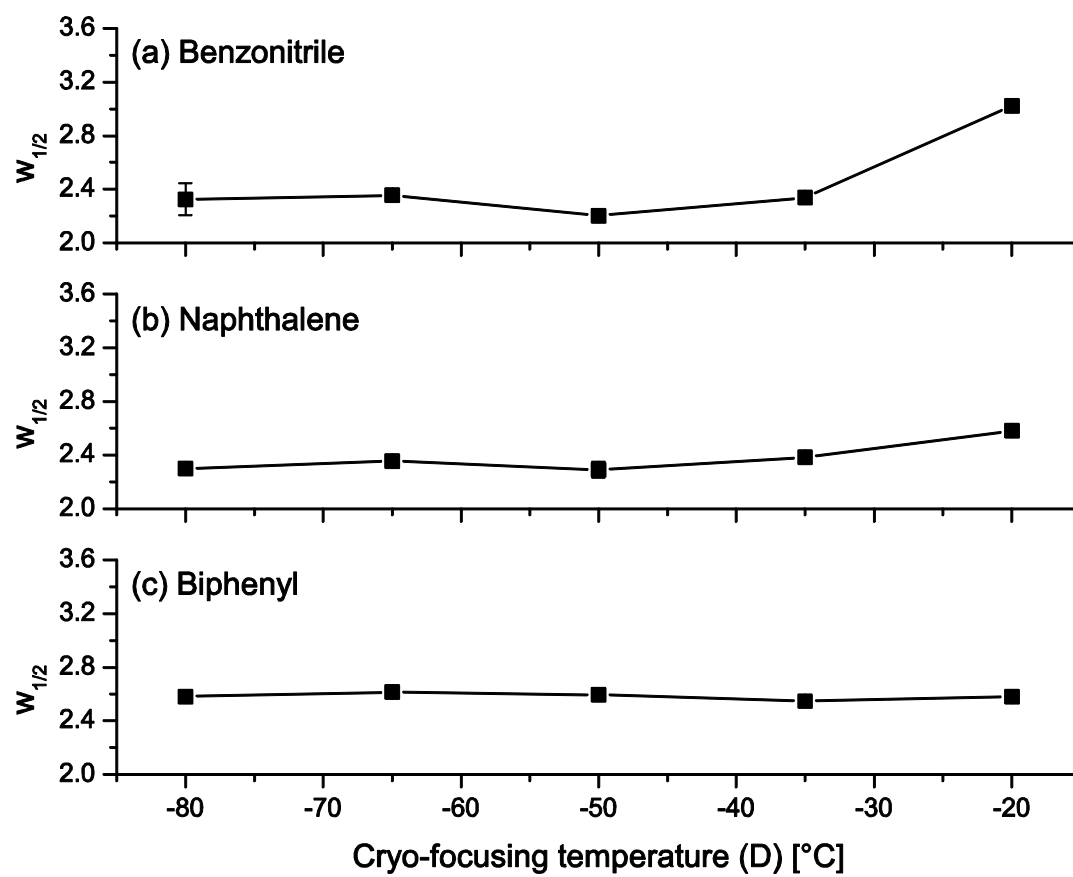 (a) Benzonitrile
3.6
3.2
2.8
2.4
2.0
w1/2
(b) Naphthalene
3.6
3.2
2.8
2.4
2.0
w1/2
(c) Biphenyl
3.6
3.2
2.8
2.4
2.0
w1/2
-80 -70 -60 -50 -40 -30 -20
Cryo-focusing temperature (D) [°C]